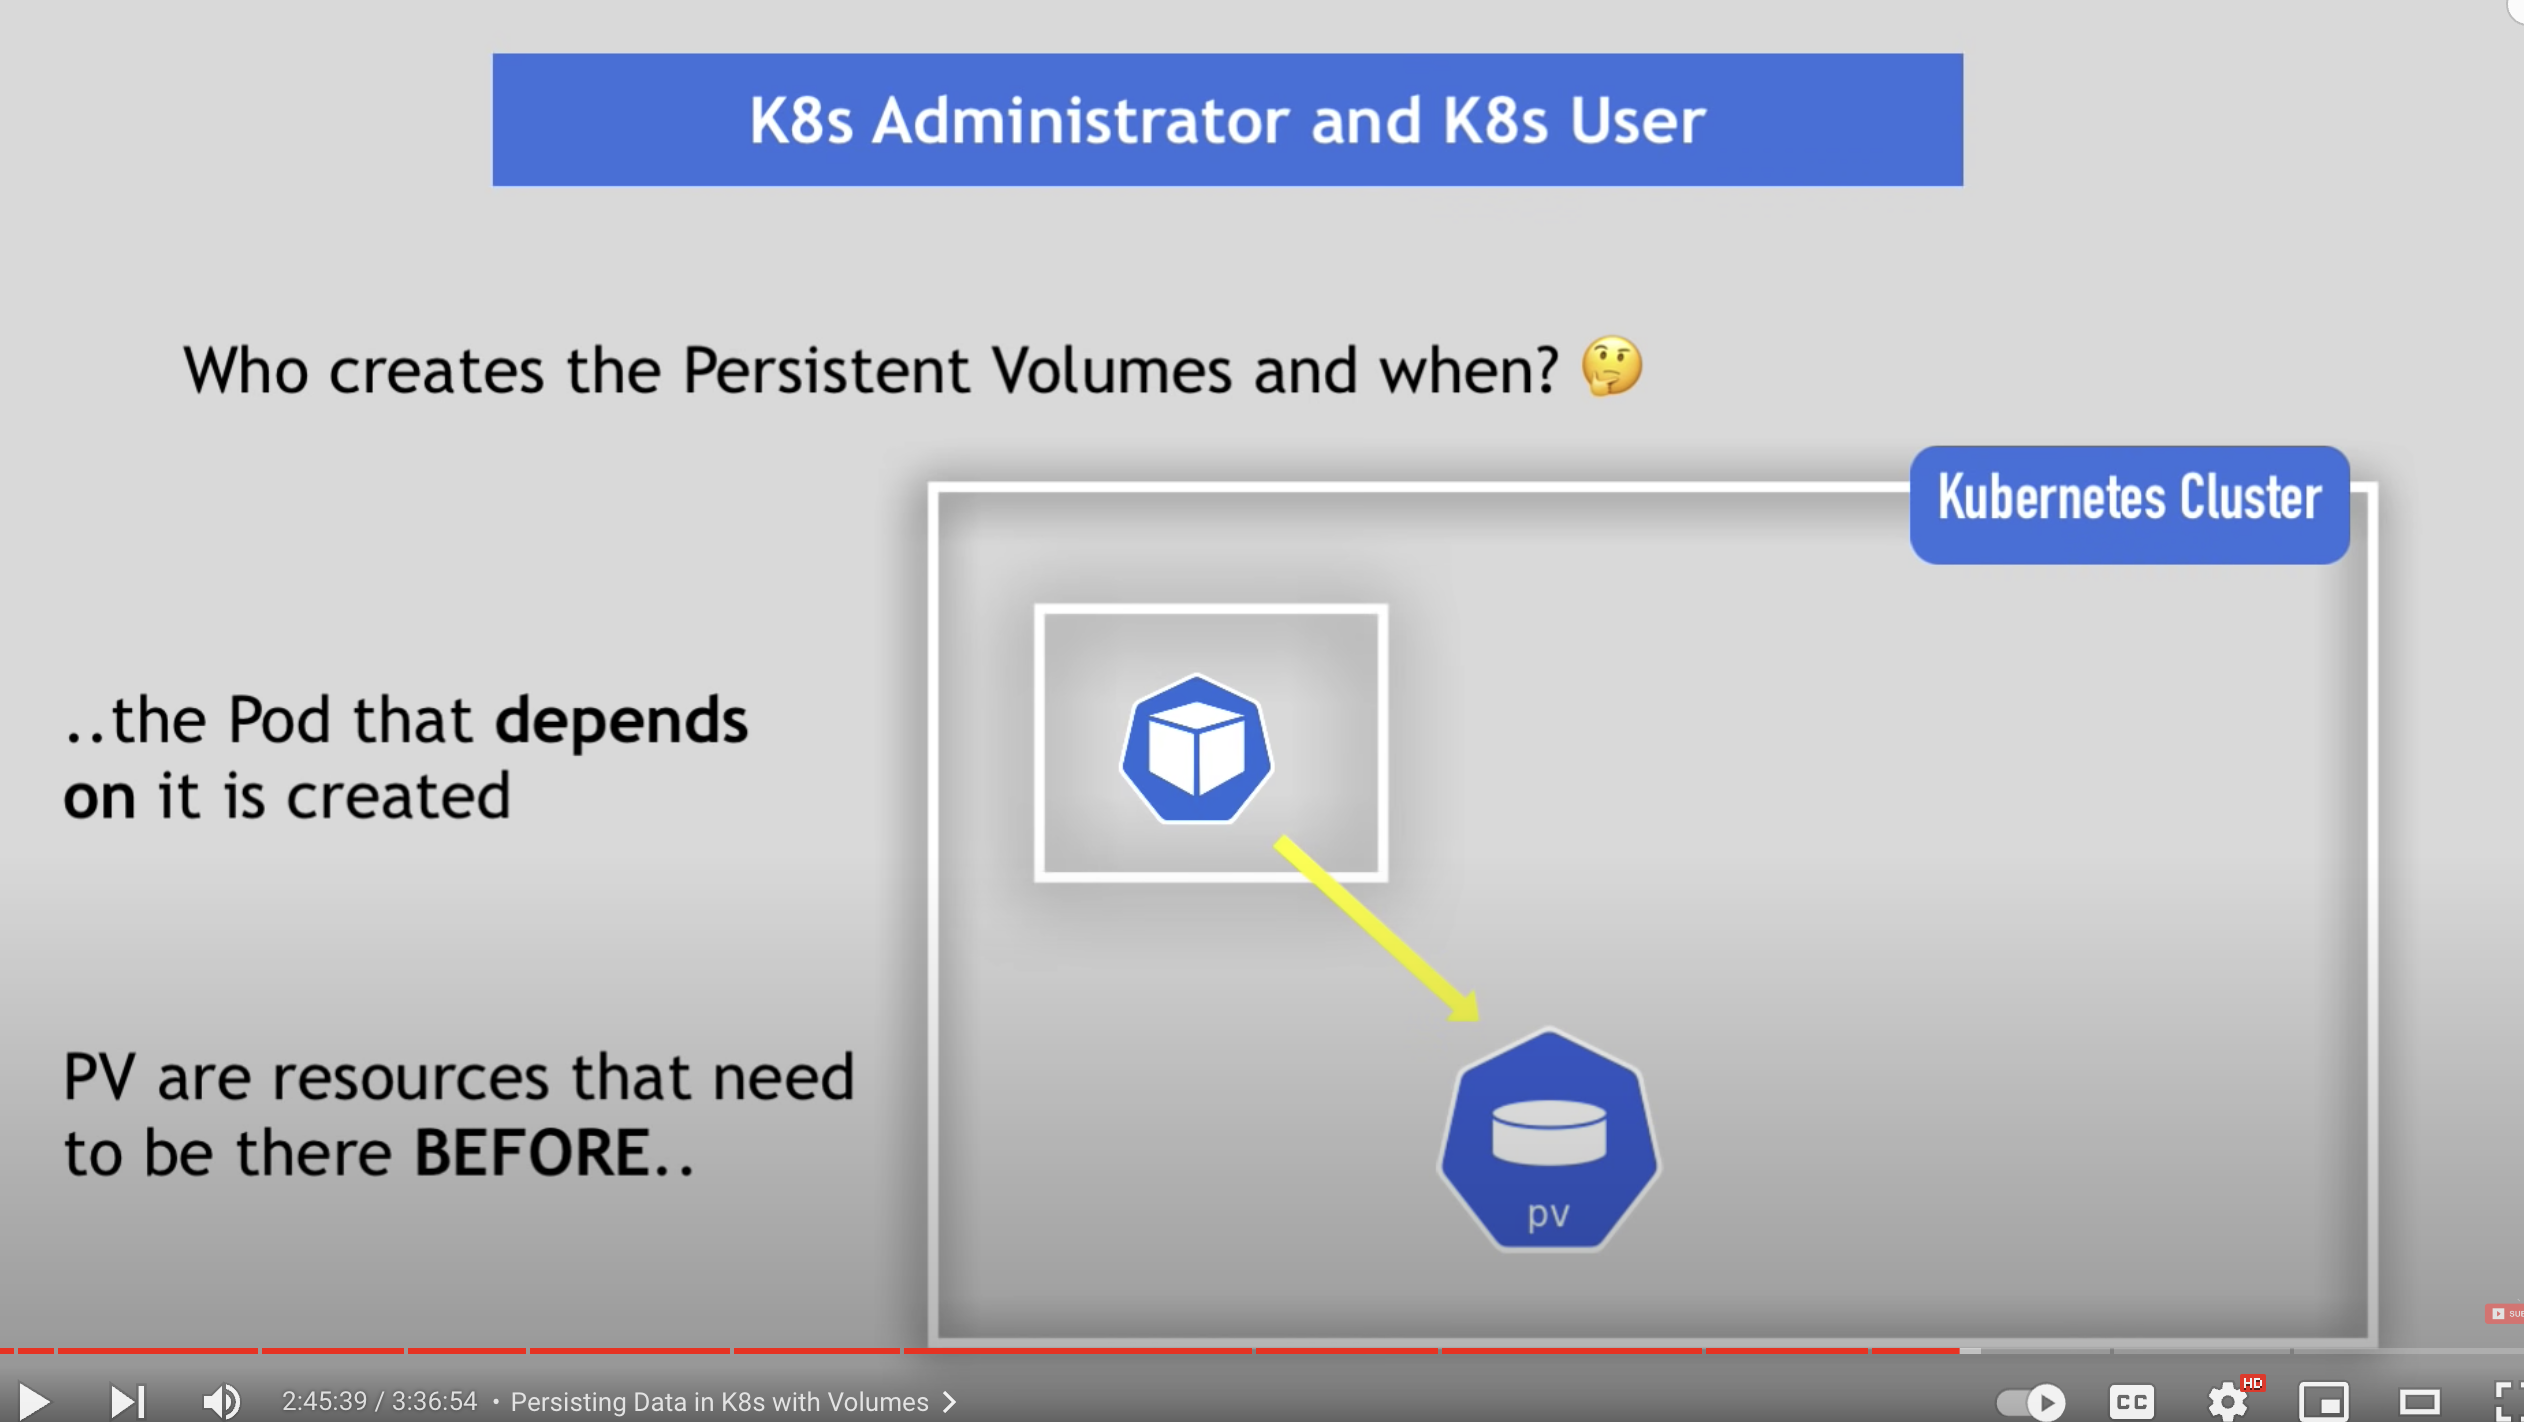 K8s Administrator and K8s User
Who creates the Persistent Volumes and when? 🤔
Kubernetes Cluster
..the Pod that depends
on it is created
PV are resources that need
to be there BEFORE..
pv
2:45:39 / 3:36:54 • Persisting Data in K8s with Volumes
HD
CC